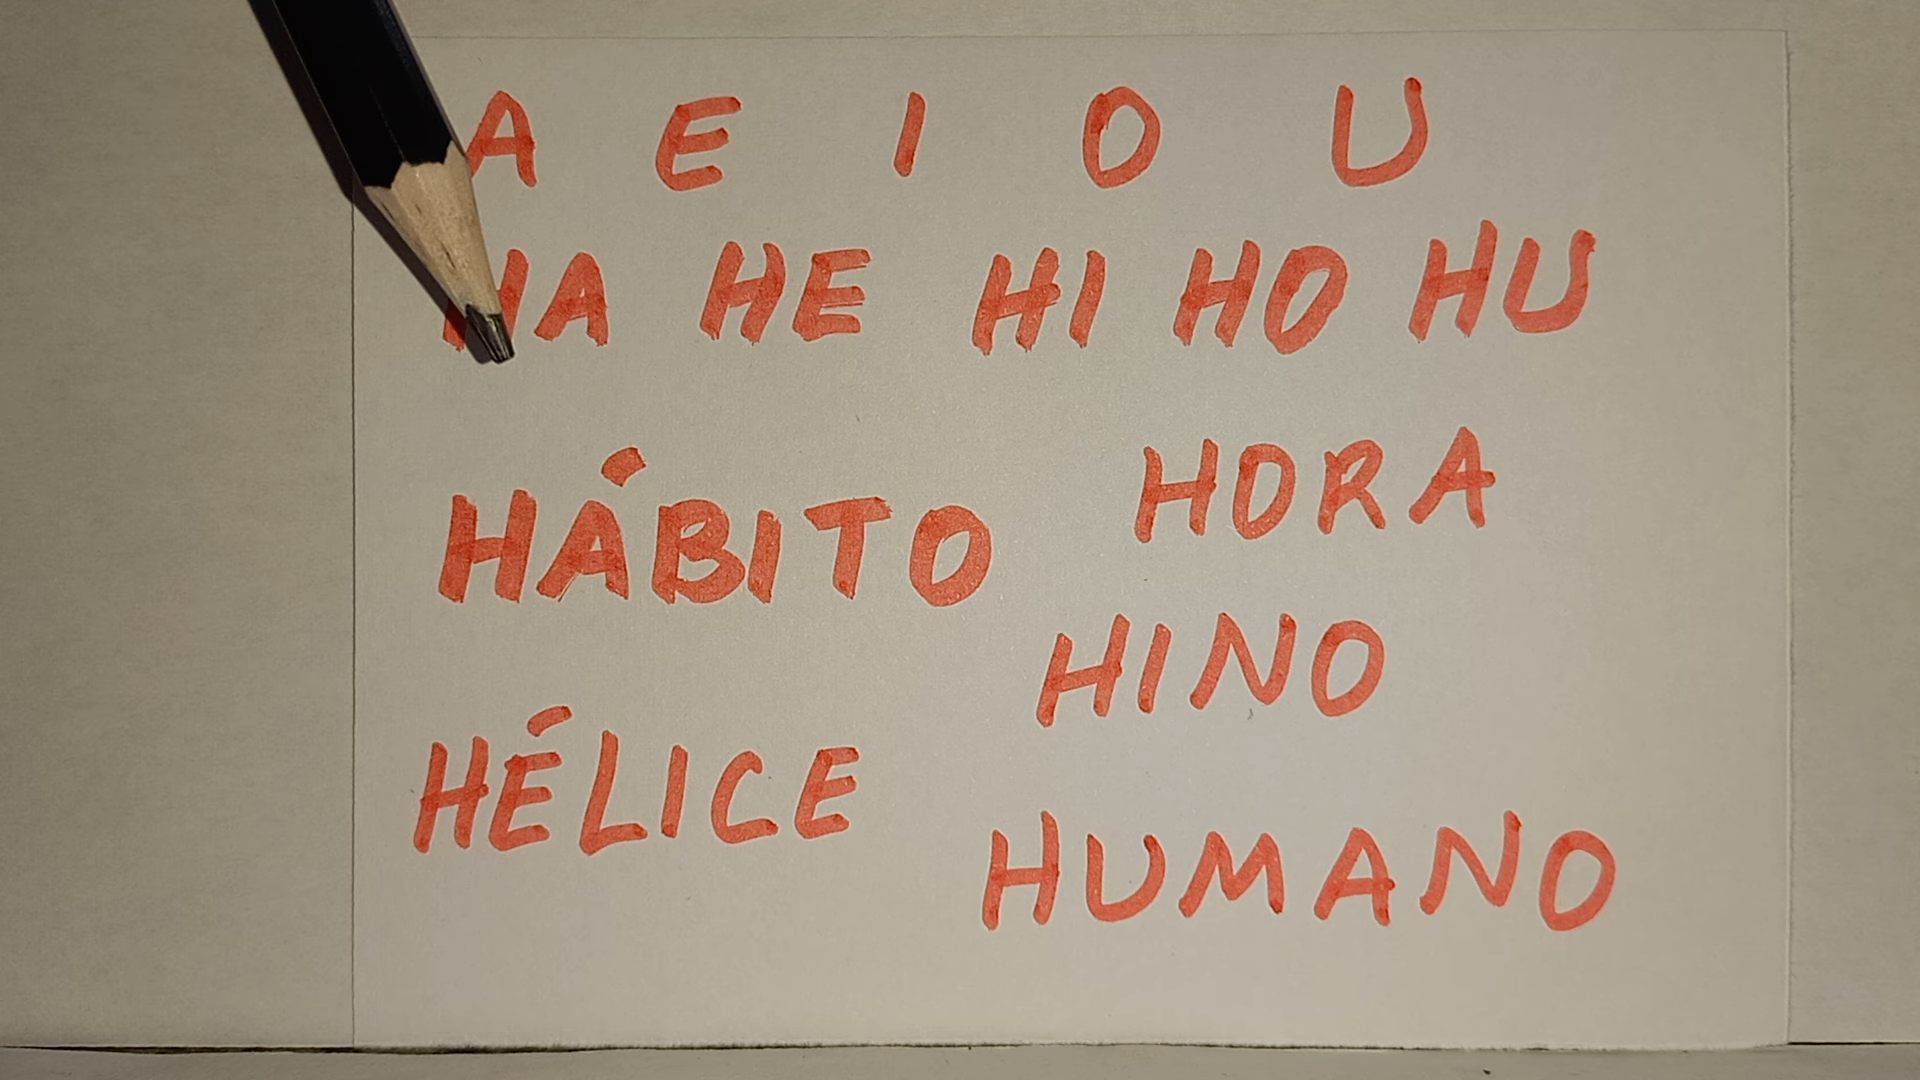 A E I O U
HA HE HI HO HU
HÁBITO
HORA
HINO
HÉLICE
HUMANO